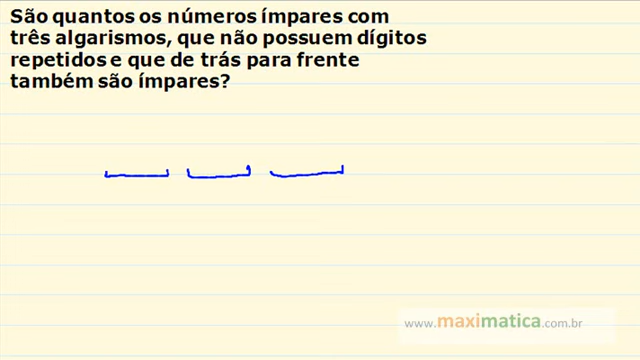 São quantos os números ímpares com
três algarismos, que não possuem dígitos
repetidos e que de trás para frente
também são ímpares?
www.maximatica.com.br